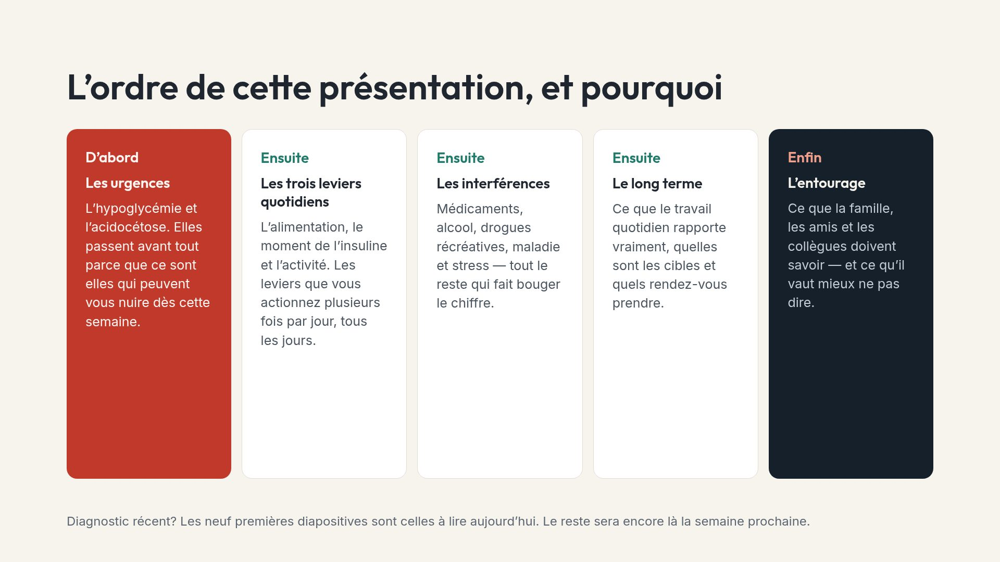 L’ordre de cette présentation, et pourquoi
D’abord
Les urgences
L’hypoglycémie et
l’acidocétose. Elles
passent avant tout
parce que ce sont
elles qui peuvent
vous nuire dès cette
semaine.
Ensuite
Les trois leviers
quotidiens
L’alimentation, le
moment de l’insuline
et l’activité. Les
leviers que vous
actionnez plusieurs
fois par jour, tous
les jours.
Ensuite
Les interférences
Médicaments,
alcool, drogues
récréatives, maladie
et stress — tout le
reste qui fait bouger
le chiffre.
Ensuite
Le long terme
Ce que le travail
quotidien rapporte
vraiment, quelles
sont les cibles et
quels rendez-vous
prendre.
Enfin
L’entourage
Ce que la famille,
les amis et les
collègues doivent
savoir — et ce qu’il
vaut mieux ne pas
dire.
Diagnostic récent? Les neuf premières diapositives sont celles à lire aujourd’hui. Le reste sera encore là la semaine prochaine.